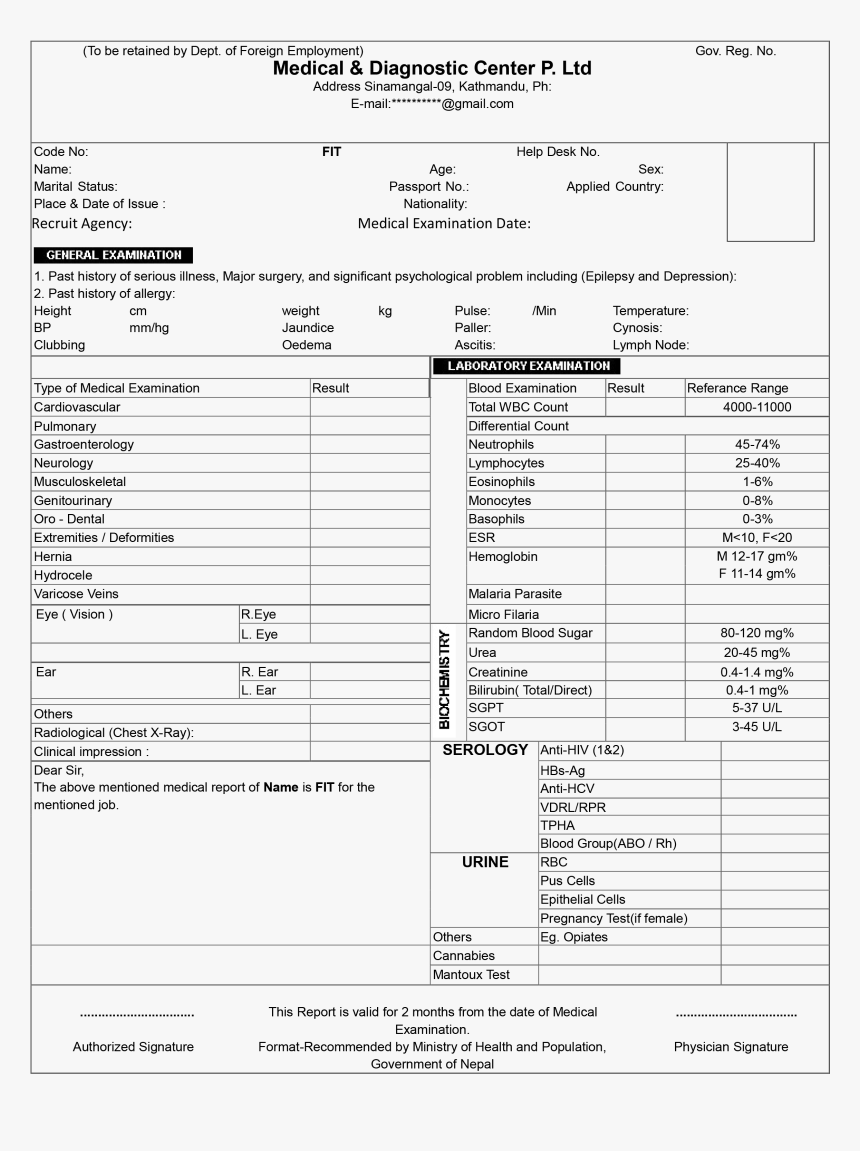 (To be retained by Dept. of Foreign Employment) Gov. Reg. No.
Medical & Diagnostic Center P. Ltd
Address Sinamangal-09, Kathmandu, Ph:
E-mail:**********@gmail.com
Code No: FIT Help Desk No.
Name: Age: Sex:
Marital Status: Passport No.: Applied Country:
Place & Date of Issue : Nationality:
Recruit Agency: Medical Examination Date:
GENERAL EXAMINATION
1. Past history of serious illness, Major surgery, and significant psychological problem including (Epilepsy and Depression):
2. Past history of allergy:
Height cm weight kg Pulse: /Min Temperature:
BP mm/hg Jaundice Paller: Cynosis:
Clubbing Oedema Ascitis: Lymph Node:
Type of Medical Examination Result
Cardiovascular
Pulmonary
Gastroenterology
Neurology
Musculoskeletal
Genitourinary
Oro - Dental
Extremities / Deformities
Hernia
Hydrocele
Varicose Veins
Eye ( Vision ) R.Eye
L. Eye
Ear R. Ear
L. Ear
Others
Radiological (Chest X-Ray):
Clinical impression :
Dear Sir,
The above mentioned medical report of Name is FIT for the
mentioned job.
LABORATORY EXAMINATION
Blood Examination Result Referance Range
Total WBC Count 4000-11000
Differential Count
Neutrophils 45-74%
Lymphocytes 25-40%
Eosinophils 1-6%
Monocytes 0-8%
Basophils 0-3%
ESR M<10, F<20
Hemoglobin M 12-17 gm%
F 11-14 gm%
Malaria Parasite
Micro Filaria
BIOCHEMISTRY
Random Blood Sugar 80-120 mg%
Urea 20-45 mg%
Creatinine 0.4-1.4 mg%
Bilirubin( Total/Direct) 0.4-1 mg%
SGPT 5-37 U/L
SGOT 3-45 U/L
SEROLOGY Anti-HIV (1&2)
HBs-Ag
Anti-HCV
VDRL/RPR
TPHA
Blood Group(ABO / Rh)
URINE RBC
Pus Cells
Epithelial Cells
Pregnancy Test(if female)
Others Eg. Opiates
Cannabies
Mantoux Test
................................ This Report is valid for 2 months from the date of Medical ..................................
Examination.
Authorized Signature Format-Recommended by Ministry of Health and Population, Physician Signature
Government of Nepal